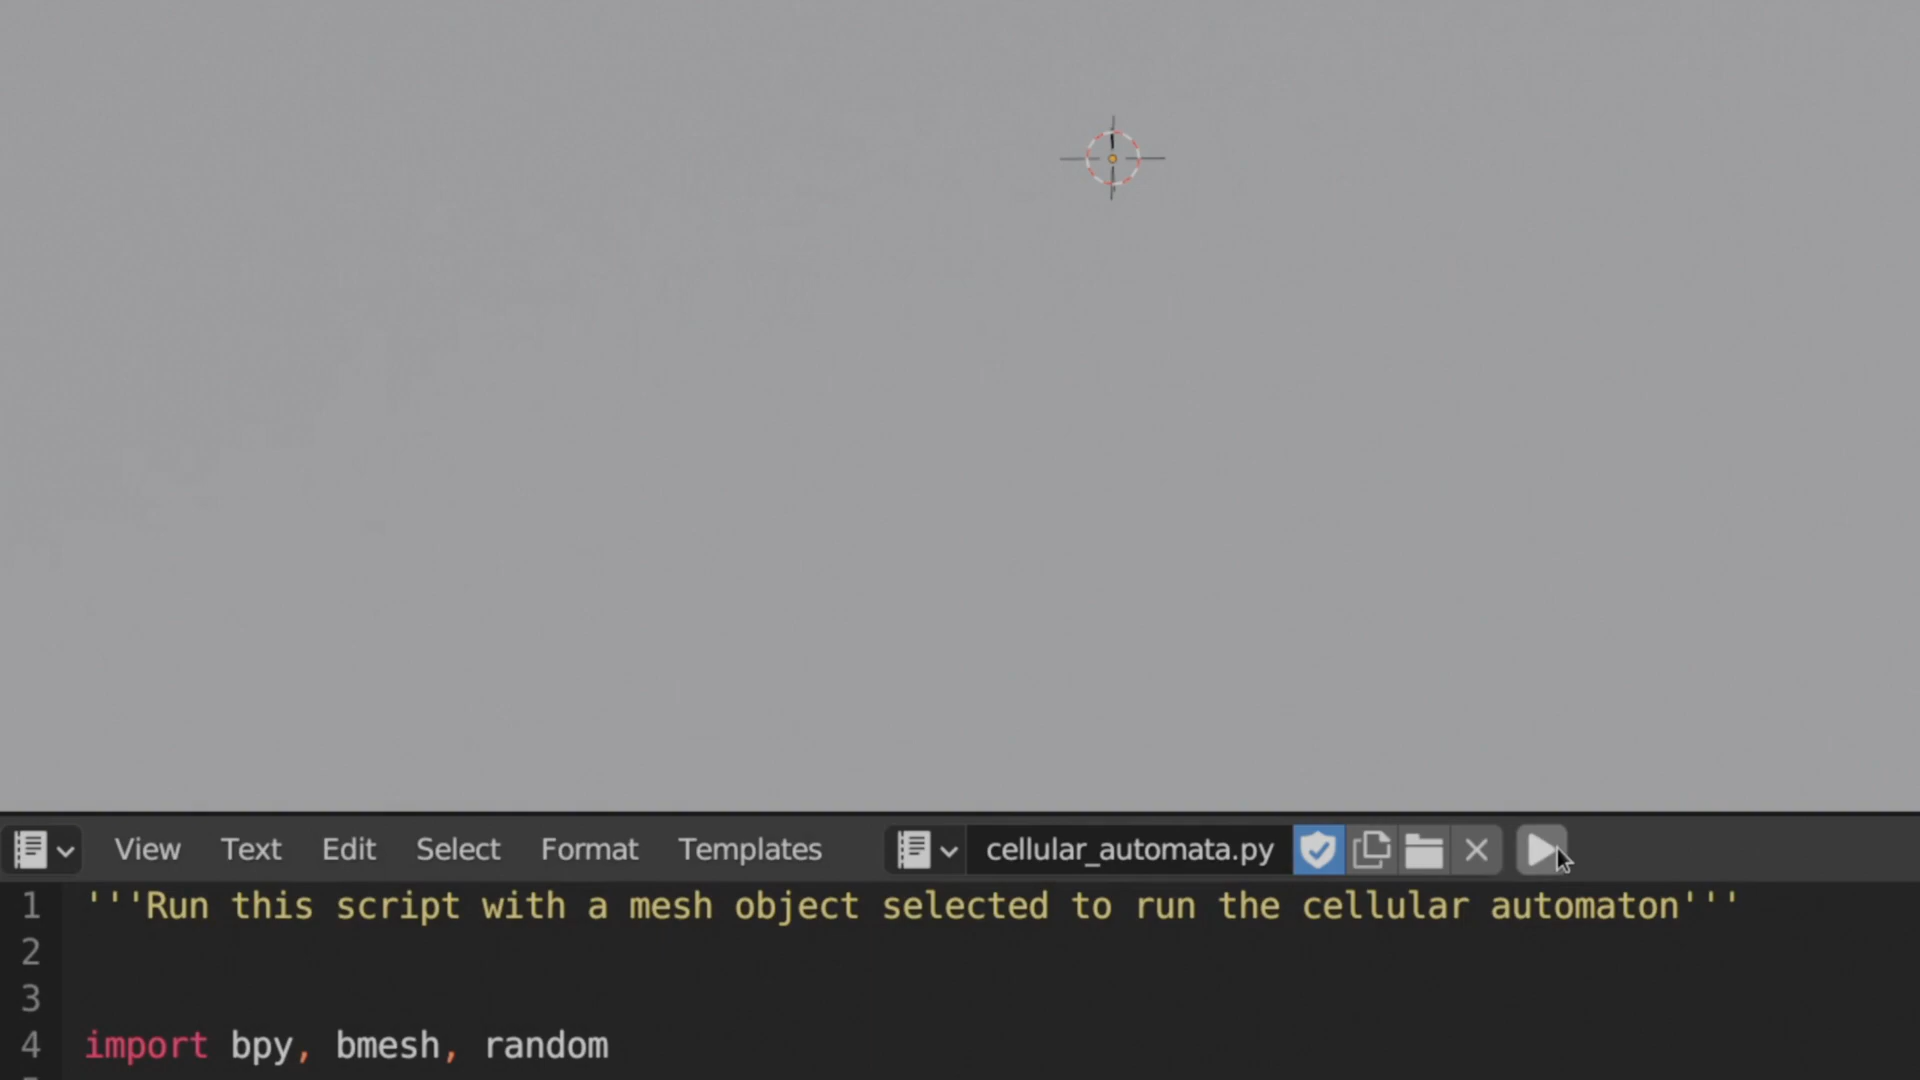 View Text Edit Select Format Templates cellular_automata.py
1 '''Run this script with a mesh object selected to run the cellular automaton'''
2
3
4 import bpy, bmesh, random